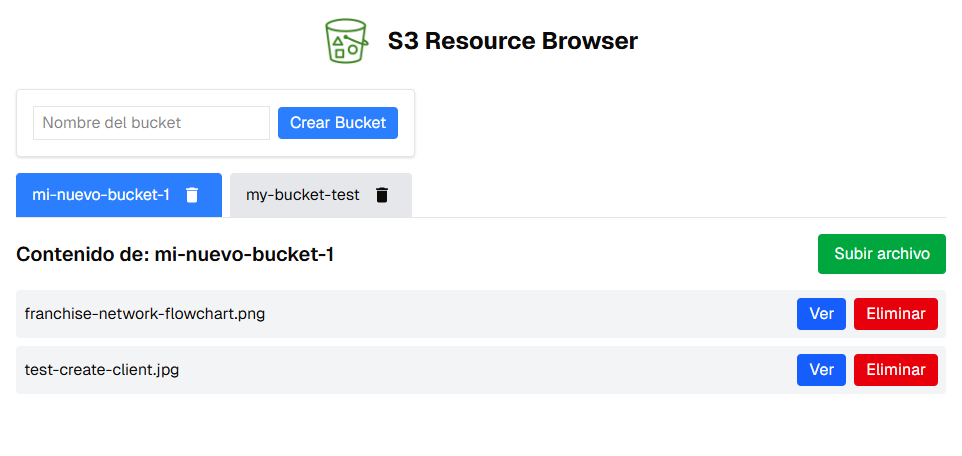 S3 Resource Browser
Nombre del bucket Crear Bucket
mi-nuevo-bucket-1 my-bucket-test
Contenido de: mi-nuevo-bucket-1 Subir archivo
franchise-network-flowchart.png Ver Eliminar
test-create-client.jpg Ver Eliminar